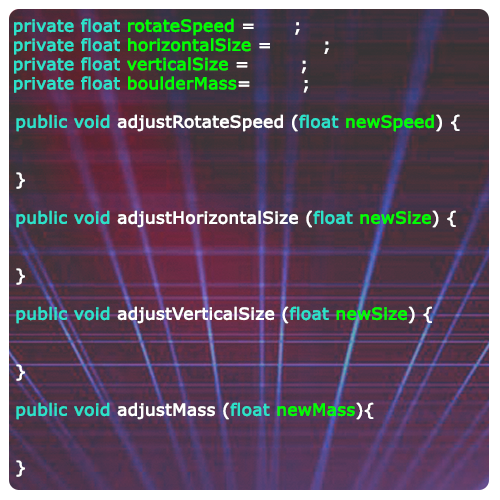 private float rotateSpeed = ;
private float horizontalSize = ;
private float verticalSize = ;
private float boulderMass= ;
public void adjustRotateSpeed (float newSpeed) {
}
public void adjustHorizontalSize (float newSize) {
}
public void adjustVerticalSize (float newSize) {
}
public void adjustMass (float newMass){
}